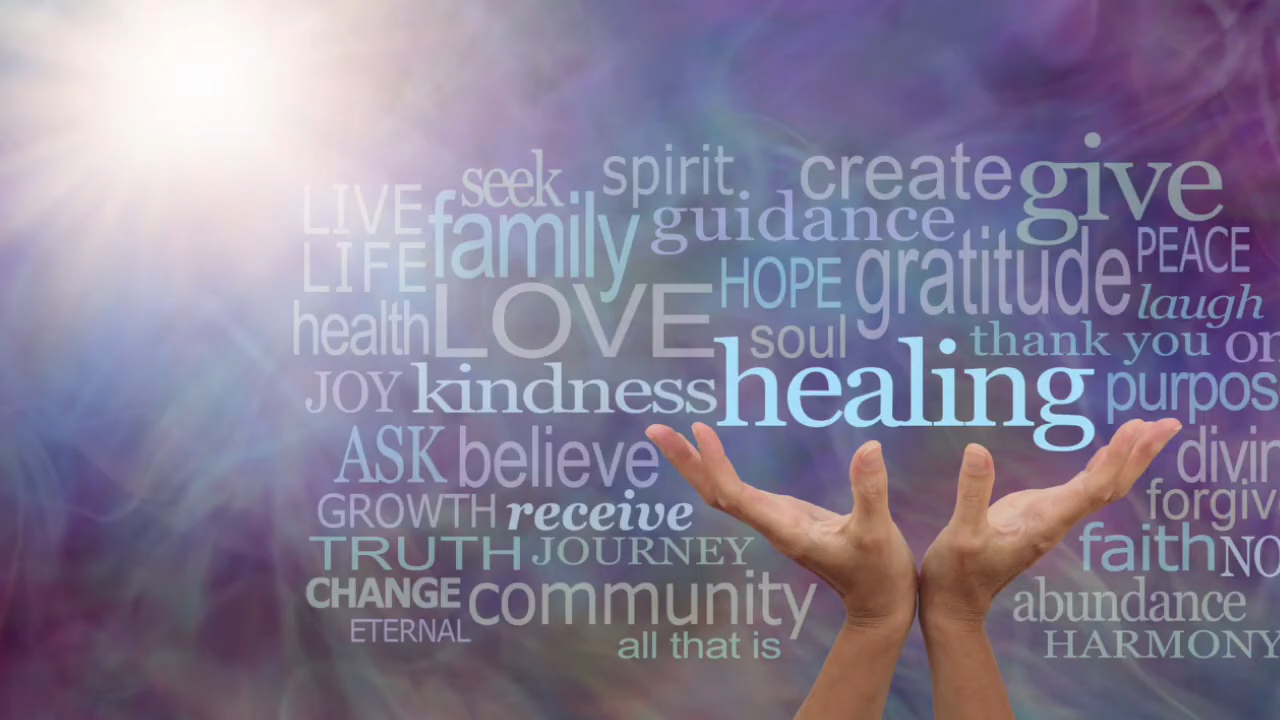 seek spirit create give
LIVE family guidance
LIFE HOPE gratitude PEACE
health LOVE soul laugh
thank you
JOY kindness healing
ASK believe
GROWTH receive
TRUTH JOURNEY faith
CHANGE community abundance
ETERNAL all that is HARMONY